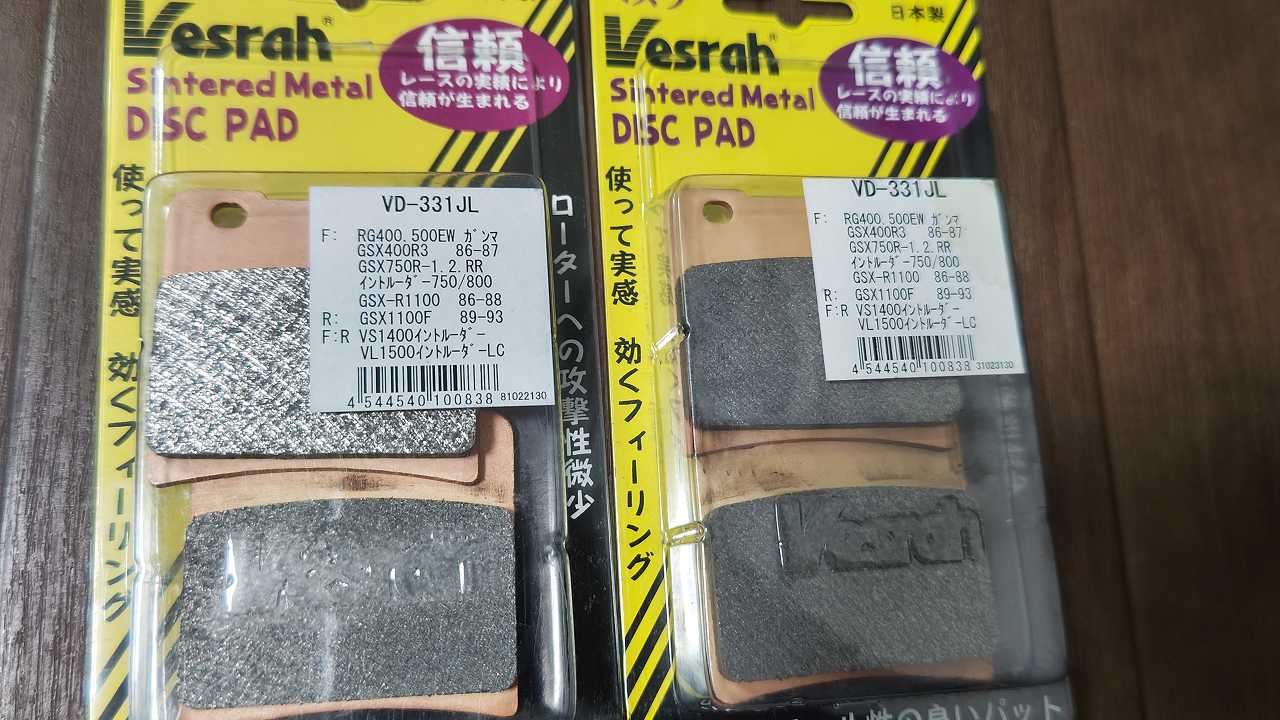 Vesrah®
Sintered Metal
DISC PAD
信頼
レースの実績により
信頼が生まれる
使って実感 効くフィーリング
VD-331JL
F: RG400.500EW ガンマ
GSX400R3 86-87
GSX750R-1.2.RR
イントルーダー750/800
GSX-R1100 86-88
R: GSX1100F 89-93
F:R VS1400イントルーダー
VL1500イントルーダーLC
4 544540 100838 81022130
ローターへの攻撃性微少
日本製
Vesrah®
Sintered Metal
DISC PAD
信頼
レースの実績により
信頼が生まれる
使って実感 効くフィーリング
VD-331JL
F: RG400.500EW ガンマ
GSX400R3 86-87
GSX750R-1.2.RR
イントルーダー750/800
GSX-R1100 86-88
R: GSX1100F 89-93
F:R VS1400イントルーダー
VL1500イントルーダーLC
4 544540 100838 31023130
Vesrah
の良いパット